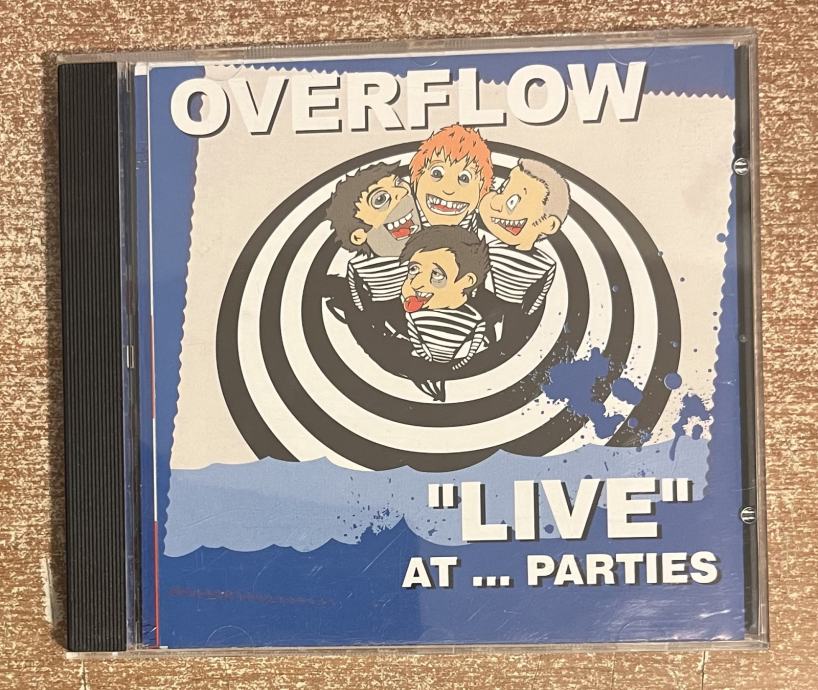 OVERFLOW
"LIVE"
AT ... PARTIES